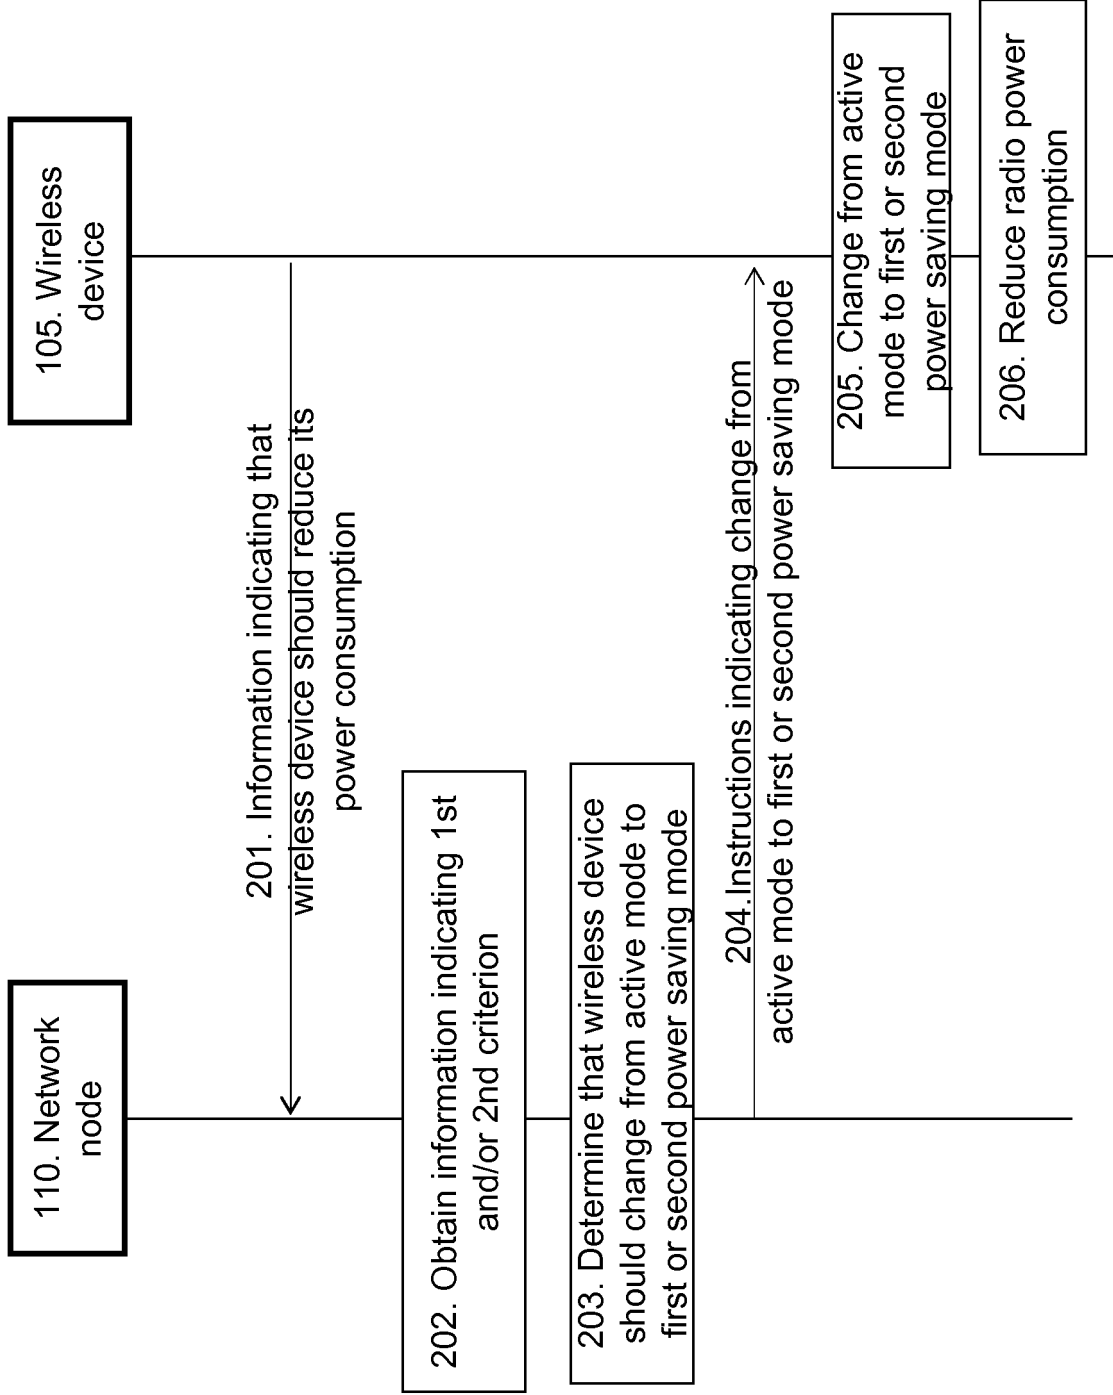 110. Network
node
105. Wireless
device
201. Information indicating that
wireless device should reduce its
power consumption
202. Obtain information indicating 1st
and/or 2nd criterion
203. Determine that wireless device
should change from active mode to
first or second power saving mode
204.Instructions indicating change from
active mode to first or second power saving mode
205. Change from active
mode to first or second
power saving mode
206. Reduce radio power
consumption